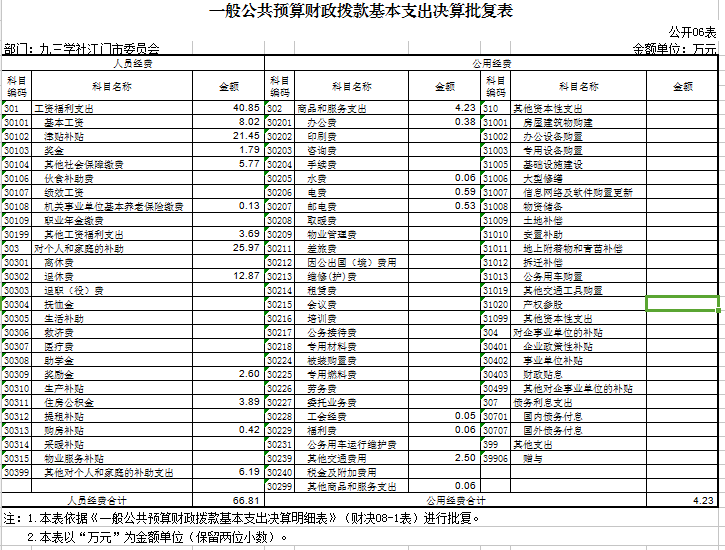 一般公共预算财政拨款基本支出决算批复表
公开06表
部门：九三学社江门市委员会 金额单位：万元
人员经费 公用经费
科目编码 科目名称 金额 科目编码 科目名称 金额 科目编码 科目名称 金额
301 工资福利支出 40.85 302 商品和服务支出 4.23 310 其他资本性支出
30101 基本工资 8.02 30201 办公费 0.38 31001 房屋建筑物购建
30102 津贴补贴 21.45 30202 印刷费 31002 办公设备购置
30103 奖金 1.79 30203 咨询费 31003 专用设备购置
30104 其他社会保障缴费 5.77 30204 手续费 31005 基础设施建设
30106 伙食补助费 30205 水费 0.06 31006 大型修缮
30107 绩效工资 30206 电费 0.59 31007 信息网络及软件购置更新
30108 机关事业单位基本养老保险缴费 0.13 30207 邮电费 0.53 31008 物资储备
30109 职业年金缴费 30208 取暖费 31009 土地补偿
30199 其他工资福利支出 3.69 30209 物业管理费 31010 安置补助
303 对个人和家庭的补助 25.97 30211 差旅费 31011 地上附着物和青苗补偿
30301 离休费 30212 因公出国（境）费用 31012 拆迁补偿
30302 退休费 12.87 30213 维修(护)费 31013 公务用车购置
30303 退职（役）费 30214 租赁费 31019 其他交通工具购置
30304 抚恤金 30215 会议费 31020 产权参股
30305 生活补助 30216 培训费 31099 其他资本性支出
30306 救济费 30217 公务接待费 304 对企事业单位的补贴
30307 医疗费 30218 专用材料费 30401 企业政策性补贴
30308 助学金 30224 被装购置费 30402 事业单位补贴
30309 奖励金 2.60 30225 专用燃料费 30403 财政贴息
30310 生产补贴 30226 劳务费 30499 其他对企事业单位的补贴
30311 住房公积金 3.89 30227 委托业务费 307 债务利息支出
30312 提租补贴 30228 工会经费 0.05 30701 国内债务付息
30313 购房补贴 0.42 30229 福利费 0.06 30707 国外债务付息
30314 采暖补贴 30231 公务用车运行维护费 399 其他支出
30315 物业服务补贴 30239 其他交通费用 2.50 39906 赠与
30399 其他对个人和家庭的补助支出 6.19 30240 税金及附加费用
30299 其他商品和服务支出 0.06
人员经费合计 66.81 公用经费合计 4.23
注：1.本表依据《一般公共预算财政拨款基本支出决算明细表》（财决08-1表）进行批复。
2.本表以“万元”为金额单位（保留两位小数）。